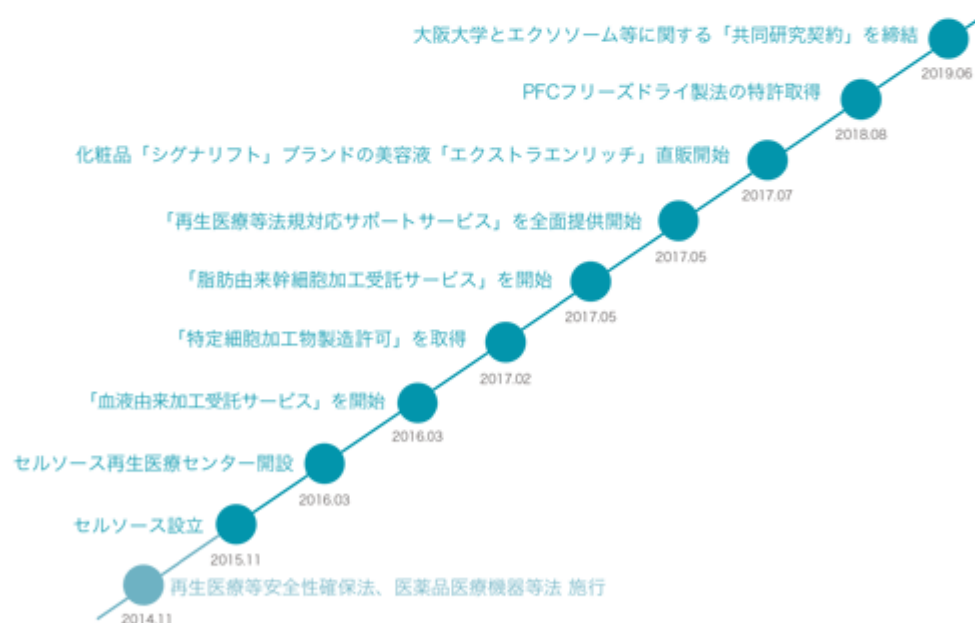 大阪大学とエクソソーム等に関する「共同研究契約」を締結
2019.06
PFCフリーズドライ製法の特許取得
2018.08
化粧品「シグナリフト」ブランドの美容液「エクストラエンリッチ」直販開始
2017.07
「再生医療等法規対応サポートサービス」を全面提供開始
2017.05
「脂肪由来幹細胞加工受託サービス」を開始
2017.05
「特定細胞加工物製造許可」を取得
2017.02
「血液由来加工受託サービス」を開始
2016.03
セルソース再生医療センター開設
2016.03
セルソース設立
2015.11
再生医療等安全性確保法、医薬品医療機器等法 施行
2014.11